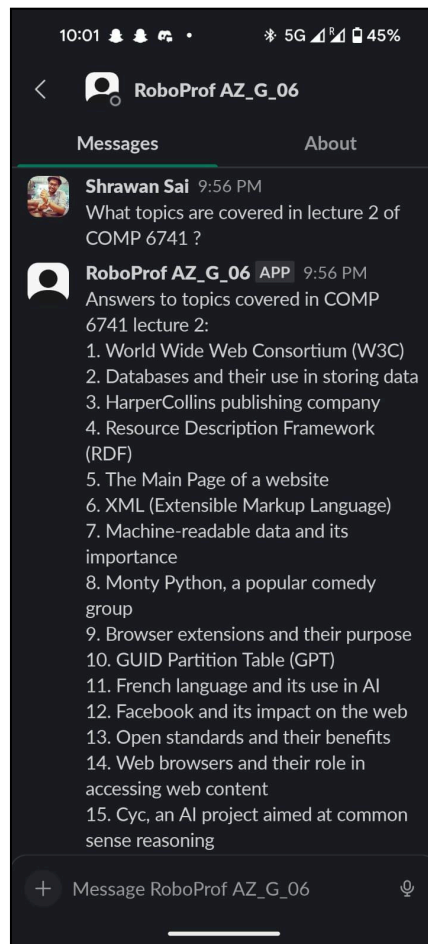 10:01
5G
R
45%
RoboProf AZ_G_06
Messages
About
Shrawan Sai 9:56 PM
What topics are covered in lecture 2 of
COMP 6741 ?
RoboProf AZ_G_06 APP 9:56 PM
Answers to topics covered in COMP
6741 lecture 2:
1. World Wide Web Consortium (W3C)
2. Databases and their use in storing data
3. HarperCollins publishing company
4. Resource Description Framework
(RDF)
5. The Main Page of a website
6. XML (Extensible Markup Language)
7. Machine-readable data and its
importance
8. Monty Python, a popular comedy
group
9. Browser extensions and their purpose
10. GUID Partition Table (GPT)
11. French language and its use in AI
12. Facebook and its impact on the web
13. Open standards and their benefits
14. Web browsers and their role in
accessing web content
15. Cyc, an AI project aimed at common
sense reasoning
Message RoboProf AZ_G_06